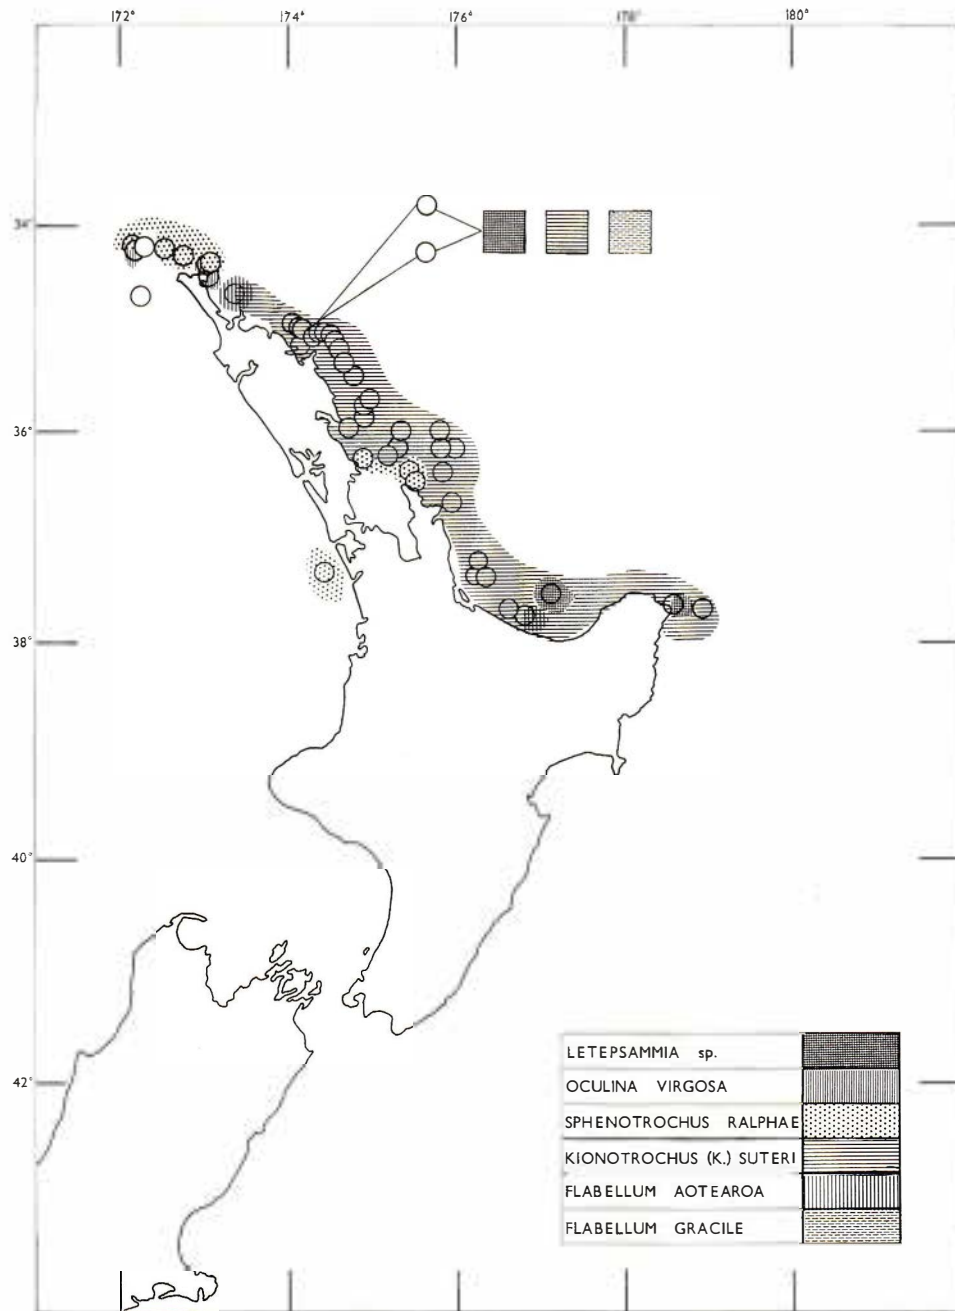 172° 174° 176° 178° 180°
34°
36°
38°
40°
42°
LETEPSAMMIA sp.
OCULINA VIRGOSA
SPHENOTROCHUS RALPHAE
KIONOTROCHUS (K.) SUTERI
FLABELLUM AOTEAROA
FLABELLUM GRACILE